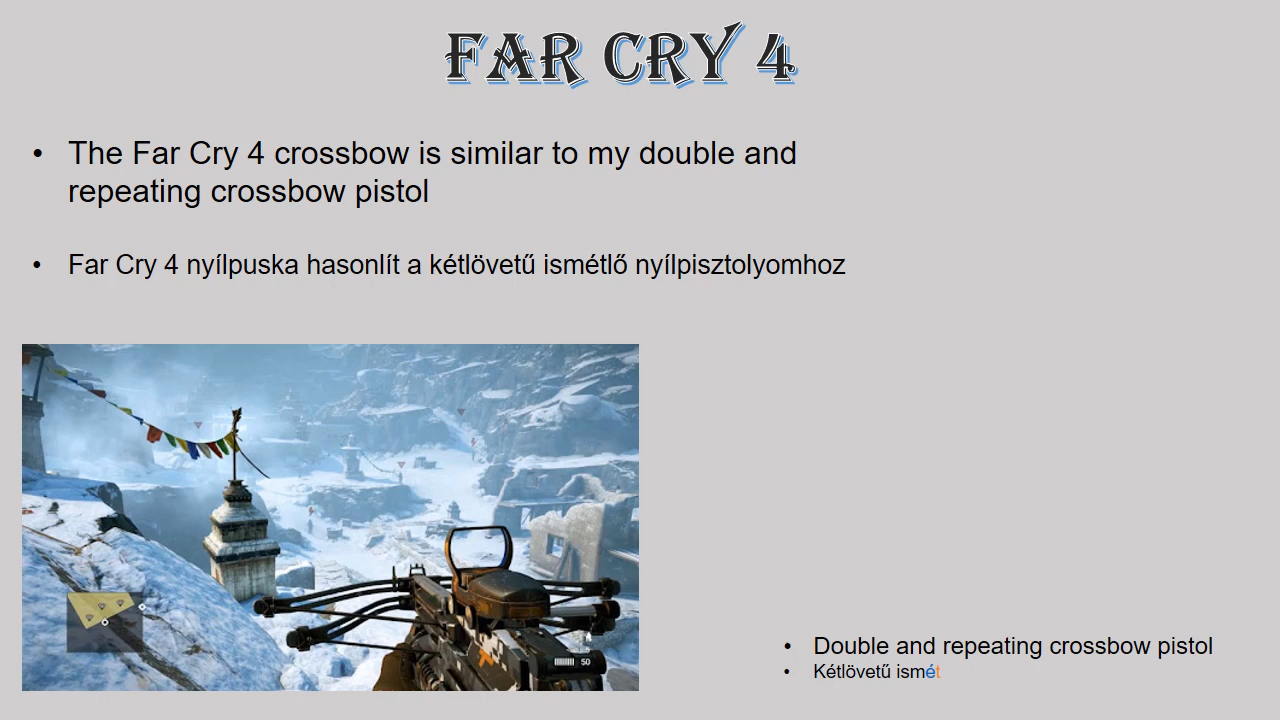 FAR CRY 4
• The Far Cry 4 crossbow is similar to my double and
repeating crossbow pistol
• Far Cry 4 nyílpuska hasonlít a kétlövetű ismétlő nyílpisztolyomhoz
50
• Double and repeating crossbow pistol
• Kétlövetű ismét